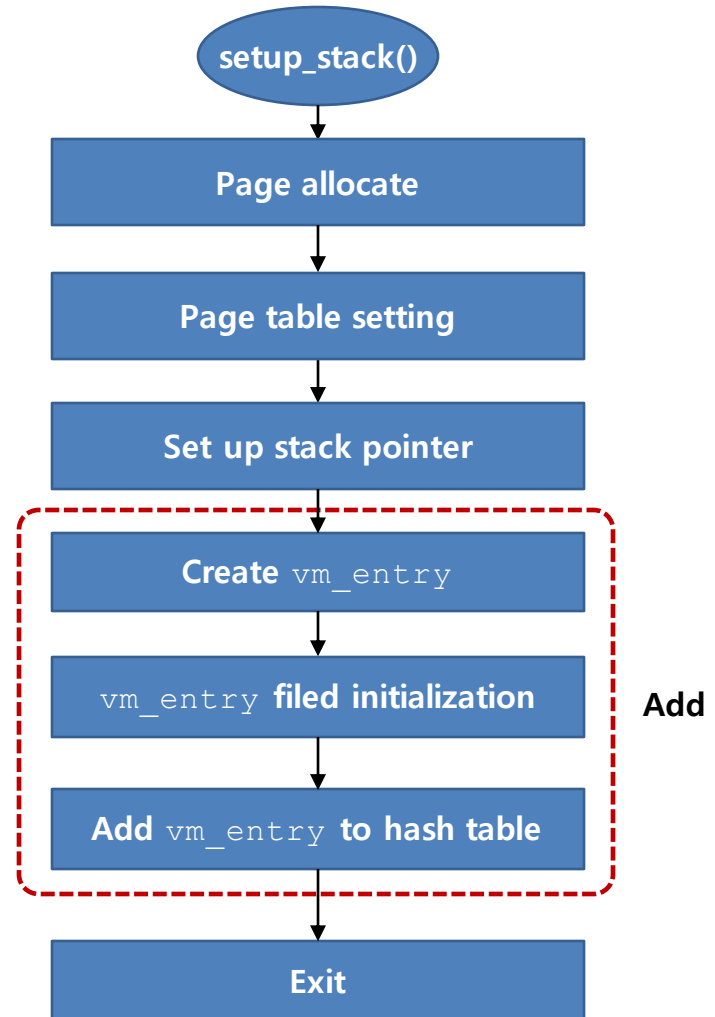 setup_stack()
Page allocate
Page table setting
Set up stack pointer
Create vm_entry
vm_entry filed initialization
Add
Add vm_entry to hash table
Exit